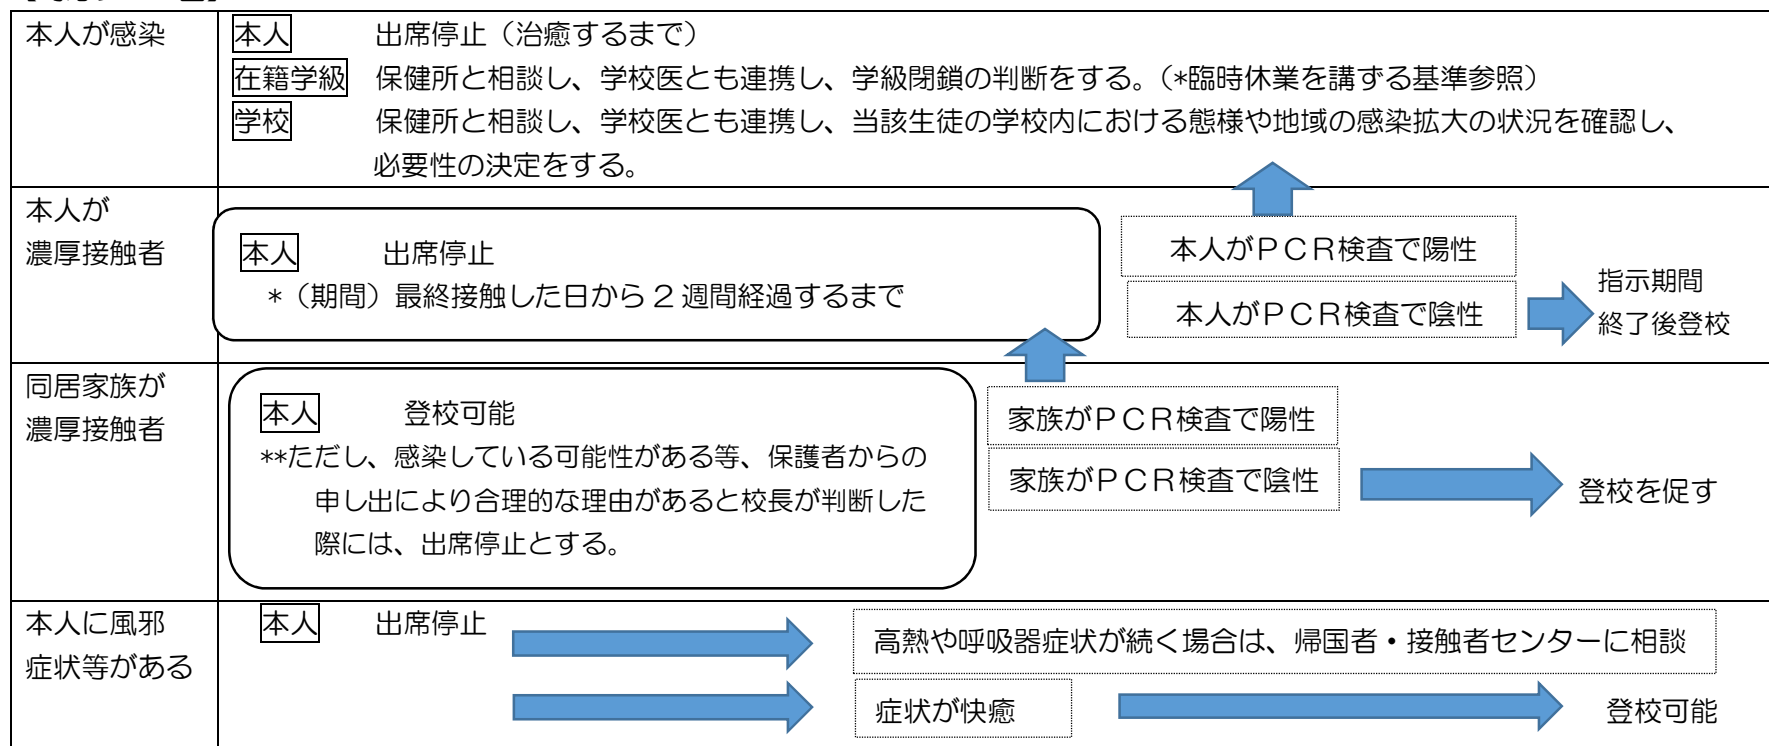 本人が感染
本人 出席停止（治癒するまで）
在籍学級 保健所と相談し、学校医とも連携し、学級閉鎖の判断をする。（*臨時休業を講ずる基準参照）
学校 保健所と相談し、学校医とも連携し、当該生徒の学校内における態様や地域の感染拡大の状況を確認し、
必要性の決定をする。
本人が
濃厚接触者
本人 出席停止
*（期間）最終接触した日から２週間経過するまで
本人がＰＣＲ検査で陽性
本人がＰＣＲ検査で陰性
指示期間
終了後登校
同居家族が
濃厚接触者
本人 登校可能
**ただし、感染している可能性がある等、保護者からの
申し出により合理的な理由があると校長が判断した
際には、出席停止とする。
家族がＰＣＲ検査で陽性
家族がＰＣＲ検査で陰性
登校を促す
本人に風邪
症状等がある
本人 出席停止
高熱や呼吸器症状が続く場合は、帰国者・接触者センターに相談
症状が快癒
登校可能